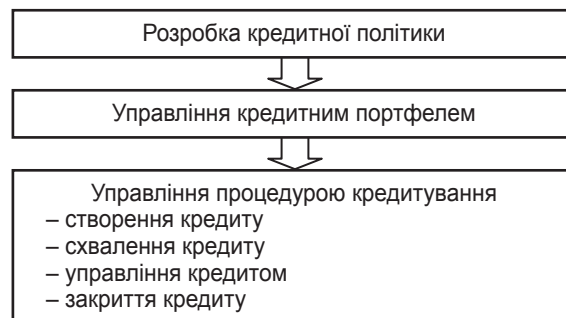 Розробка кредитної політики
Управління кредитним портфелем
Управління процедурою кредитування
– створення кредиту
– схвалення кредиту
– управління кредитом
– закриття кредиту